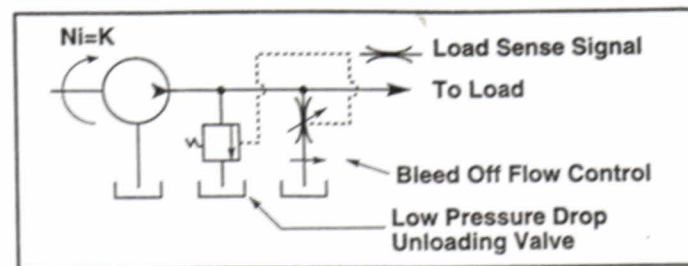 Ni=K
Load Sense Signal
To Load
Bleed Off Flow Control
Low Pressure Drop
Unloading Valve